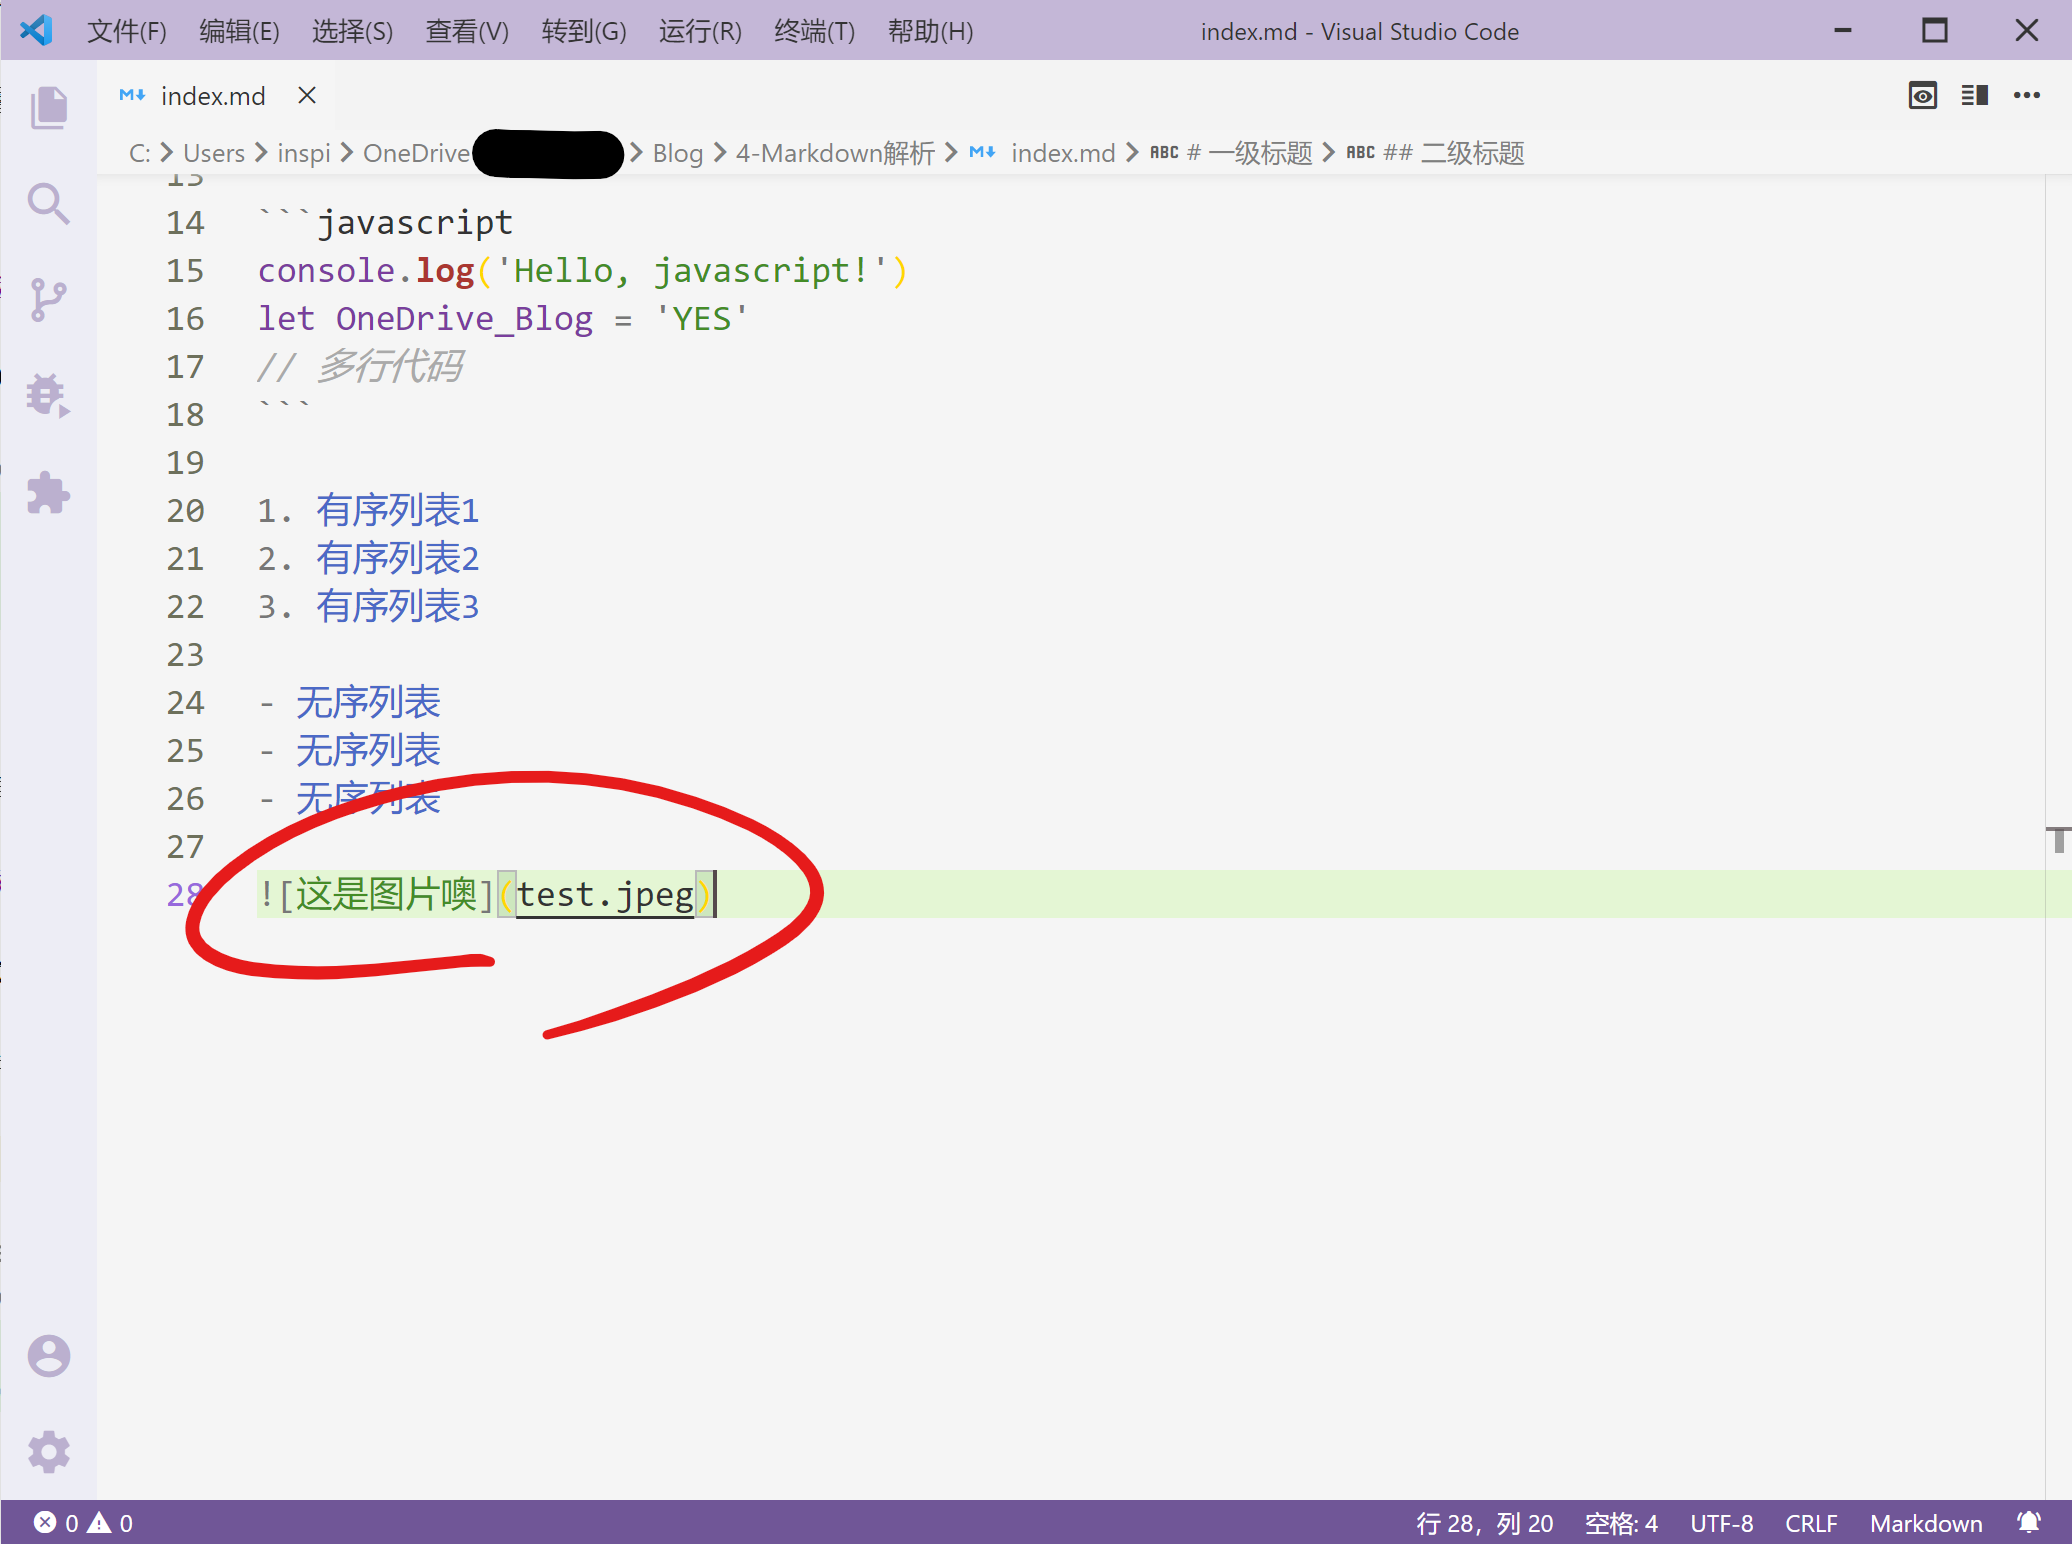 文件(F) 编辑(E) 选择(S) 查看(V) 转到(G) 运行(R) 终端(T) 帮助(H) index.md - Visual Studio Code
index.md
C: Users inspi OneDrive Blog 4-Markdown解析 index.md ABC # 一级标题 ABC ## 二级标题
13
14 ```javascript
15 console.log('Hello, javascript!')
16 let OneDrive_Blog = 'YES'
17 // 多行代码
18 ```
19
20 1. 有序列表1
21 2. 有序列表2
22 3. 有序列表3
23
24 - 无序列表
25 - 无序列表
26 - 无序列表
27
28 ![这是图片噢](test.jpeg)
0 0 行 28，列 20 空格: 4 UTF-8 CRLF Markdown